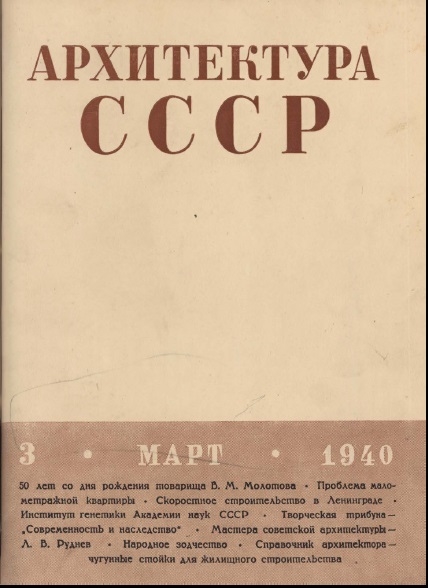 АРХИТЕКТУРА
СССР
3 • МАРТ • 1940
50 лет со дня рождения товарища В. М. Молотова • Проблема мало-
метражной квартиры • Скоростное строительство в Ленинграде •
Институт генетики Академии наук СССР • Творческая трибуна—
„Современность и наследство“ • Мастера советской архитектуры—
Л. В. Руднев • Народное зодчество • Справочник архитектора—
чугунные стойки для жилищного строительства